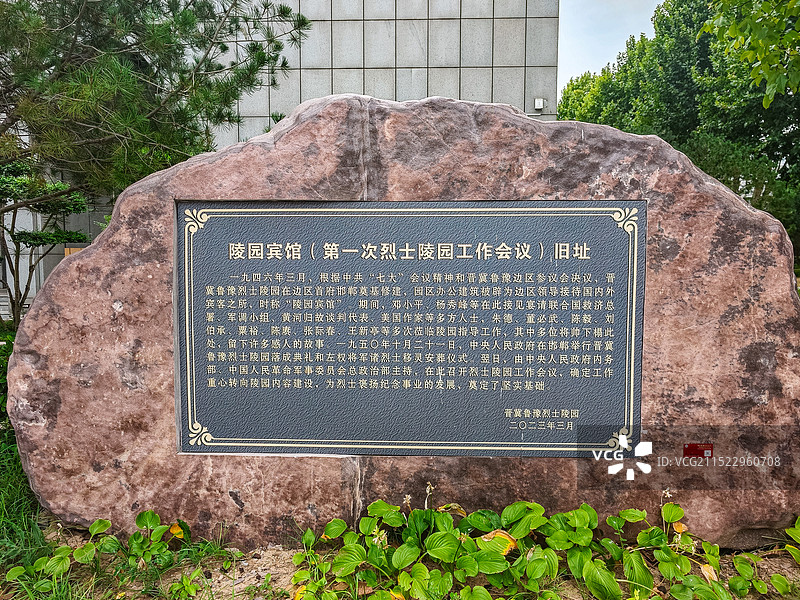 陵园宾馆（第一次烈士陵园工作会议）旧址
一九四六年三月，根据中共“七大”会议精神和晋冀鲁豫边区参议会决议，晋
冀鲁豫烈士陵园在边区首府邯郸奠基修建，园区办公建筑被辟为边区领导接待国内外
宾客之所，时称“陵园宾馆”。期间，邓小平、杨秀峰等在此接见宴请联合国救济总
署、军调小组、黄河归故谈判代表、美国作家等多方人士，朱德、董必武、陈毅、刘
伯承、粟裕、陈赓、张际春、王新亭等多次莅临陵园指导工作，其中多位将帅下榻此
处，留下许多感人的故事。一九五〇年十月二十一日，中央人民政府在邯郸举行晋冀
鲁豫烈士陵园落成典礼和左权将军诸烈士移灵安葬仪式。翌日，由中央人民政府内务
部、中国人民革命军事委员会总政治部主持，在此召开烈士陵园工作会议，确定工作
重心转向陵园内容建设，为烈士褒扬纪念事业的发展，奠定了坚实基础。
晋冀鲁豫烈士陵园
二〇二三年三月
VCG
ID:VCG211522960708